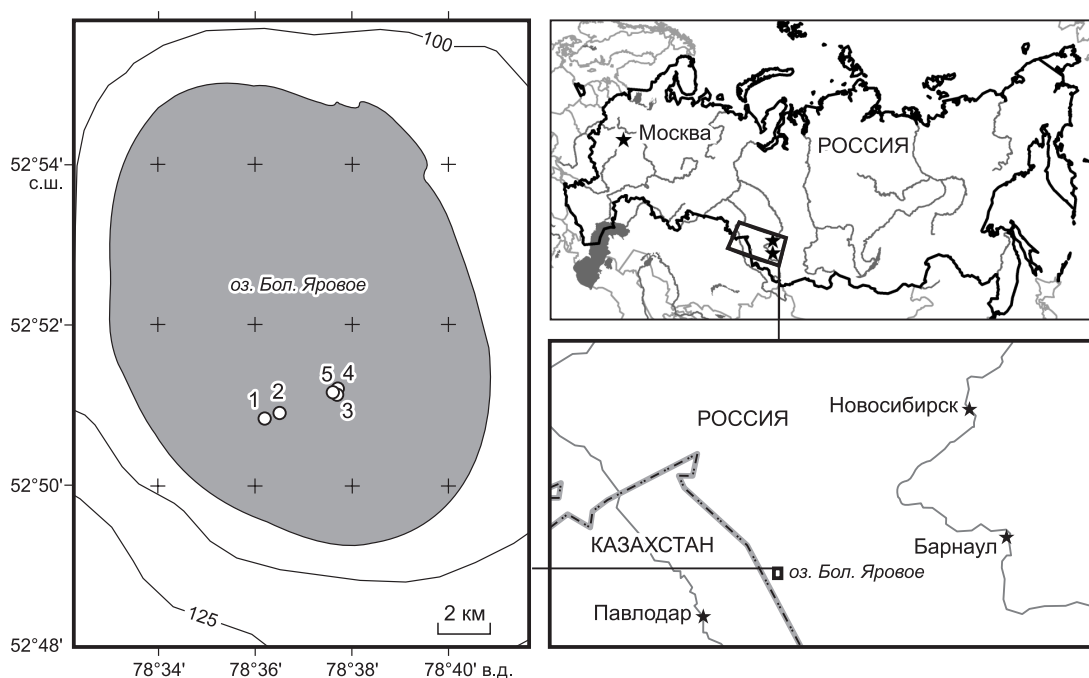 100
52°54'
с.ш.
оз. Бол. Яровое
52°52'
5 4
1 2
3
52°50'
125
2 км
52°48'
78°34' 78°36' 78°38' 78°40' в.д.
Москва
РОССИЯ
РОССИЯ
Новосибирск
КАЗАХСТАН
Барнаул
оз. Бол. Яровое
Павлодар